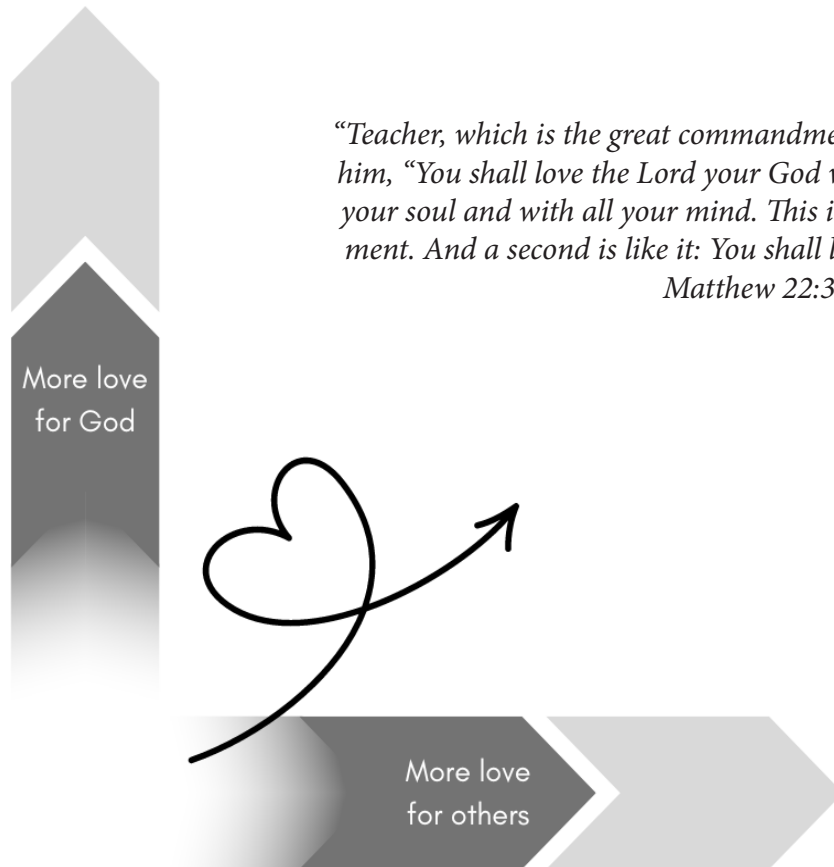 “Teacher, which is the great commandme
him, “You shall love the Lord your God
your soul and with all your mind. This i
ment. And a second is like it: You shall l
Matthew 22:3
More love
for God
More love
for others